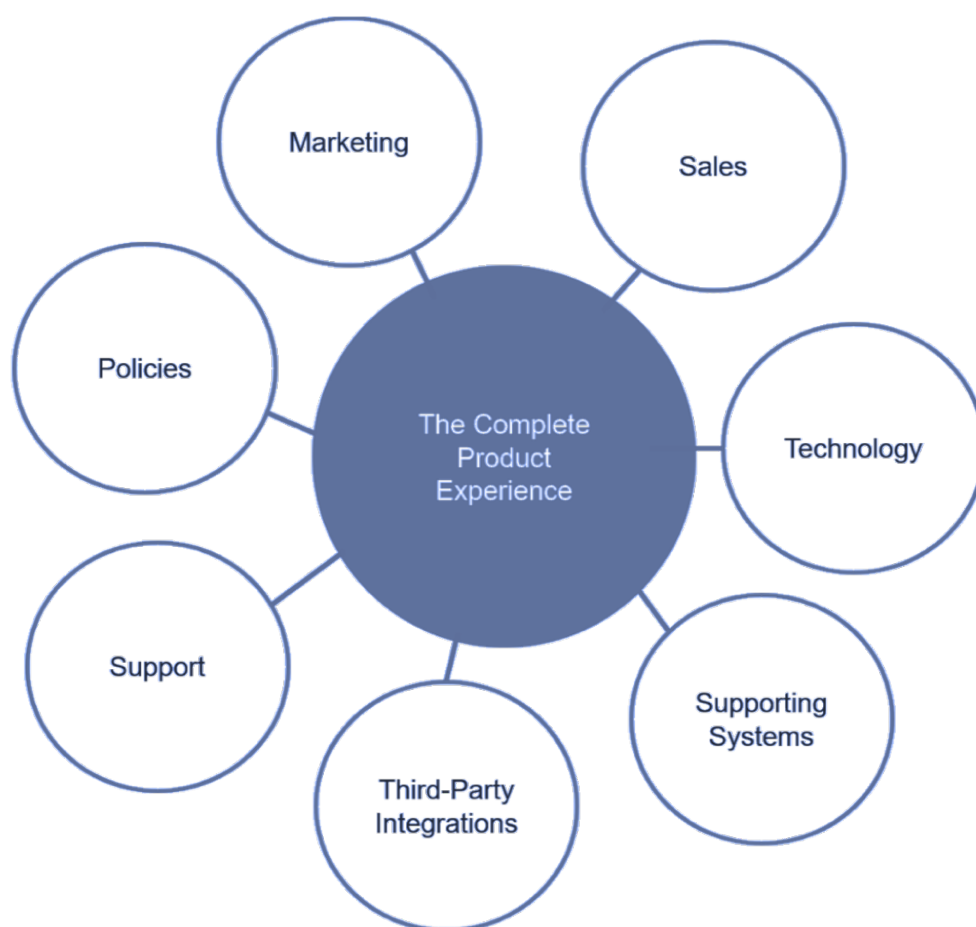 Marketing
Sales
Policies
The Complete
Product
Experience
Technology
Support
Supporting
Systems
Third-Party
Integrations